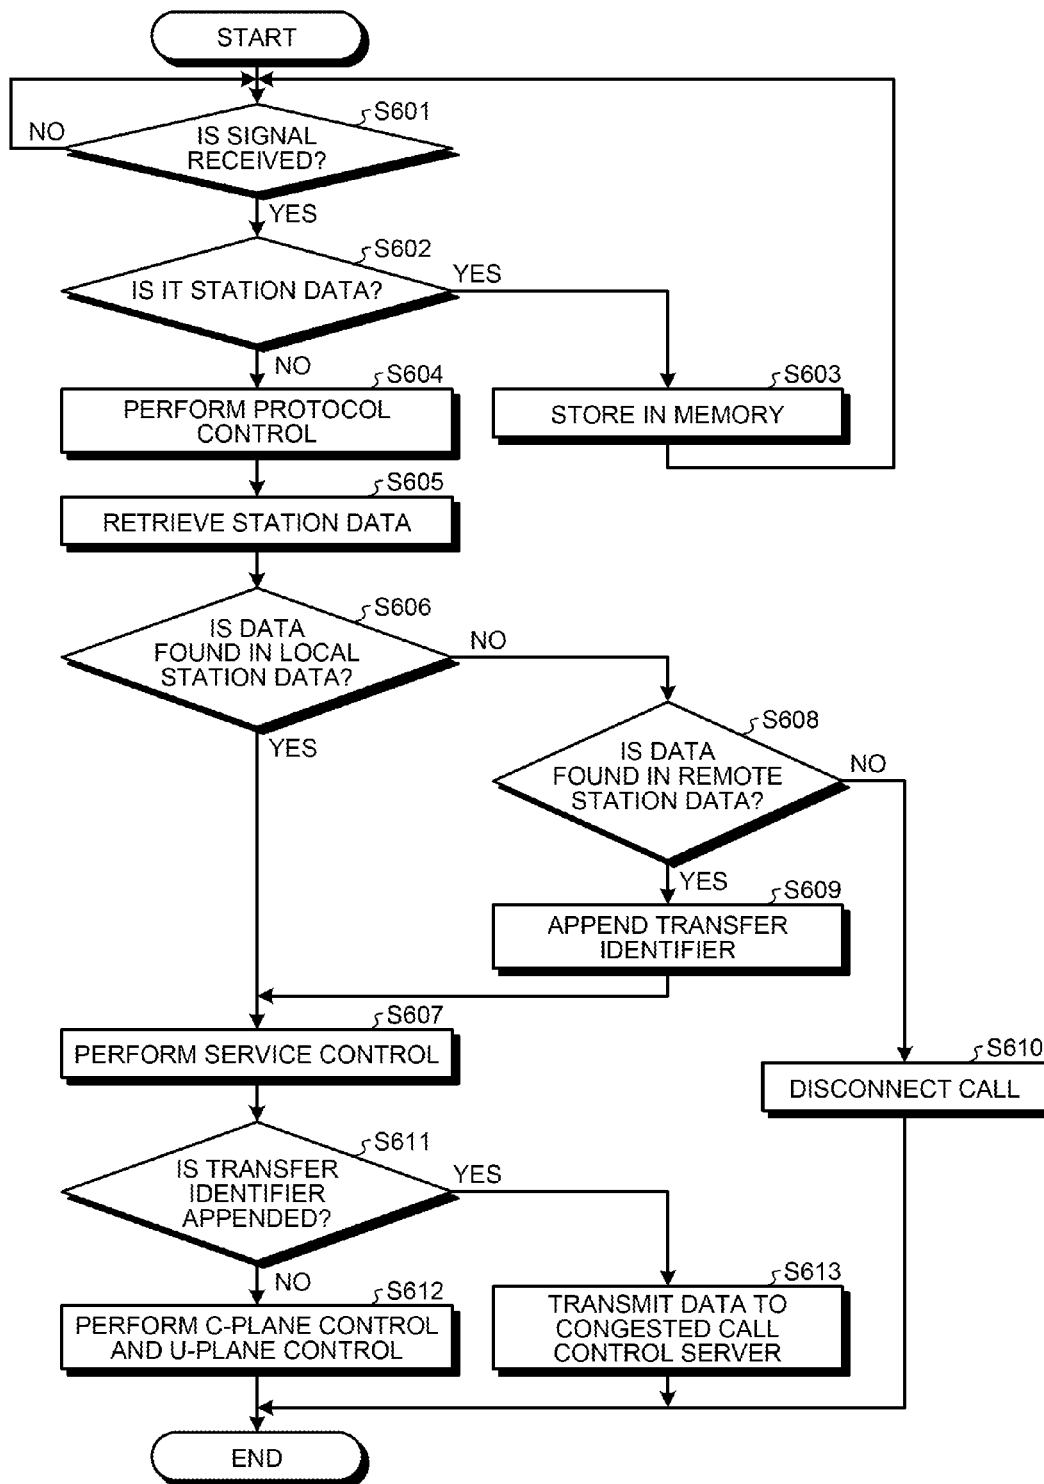 START
S601
NO
IS SIGNAL
RECEIVED?
YES
S602
YES
IS IT STATION DATA?
NO
S604
PERFORM PROTOCOL
CONTROL
S603
STORE IN MEMORY
S605
RETRIEVE STATION DATA
S606
IS DATA
FOUND IN LOCAL
STATION DATA?
NO
YES
S608
IS DATA
FOUND IN REMOTE
STATION DATA?
NO
YES
S609
APPEND TRANSFER
IDENTIFIER
S607
PERFORM SERVICE CONTROL
S610
DISCONNECT CALL
S611
IS TRANSFER
IDENTIFIER
APPENDED?
YES
NO
S612
PERFORM C-PLANE CONTROL
AND U-PLANE CONTROL
S613
TRANSMIT DATA TO
CONGESTED CALL
CONTROL SERVER
END